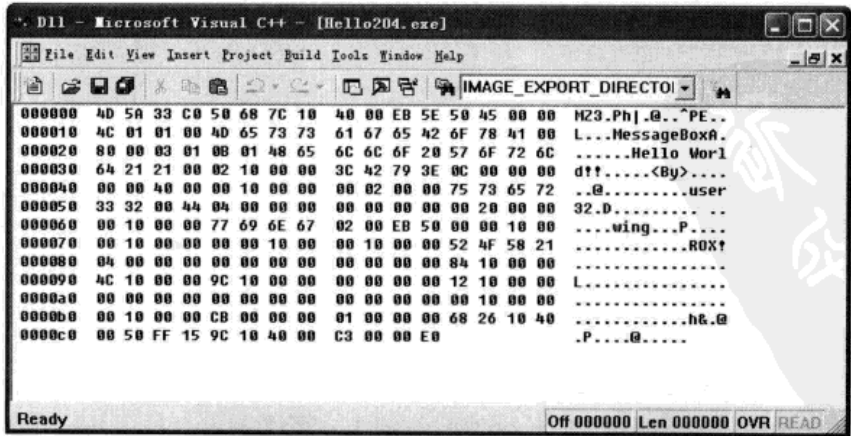 Dll - Microsoft Visual C++ - [Hello204.exe]
File Edit View Insert Project Build Tools Window Help
IMAGE_EXPORT_DIRECTOI
000000 4D 5A 33 C0 50 68 7C 10 40 00 EB 5E 50 45 00 00 MZ3.Ph|.@..^PE..
000010 4C 01 01 00 4D 65 73 73 61 67 65 42 6F 78 41 00 L...MessageBoxA.
000020 80 00 03 01 0B 01 48 65 6C 6C 6F 20 57 6F 72 6C ......Hello Worl
000030 64 21 21 00 02 10 00 00 3C 42 79 3E 0C 00 00 00 d!!.....<By>....
000040 00 00 40 00 00 10 00 00 00 02 00 00 75 73 65 72 ..@.........user
000050 33 32 00 44 04 00 00 00 00 00 00 00 00 20 00 00 32.D......... ..
000060 00 10 00 00 77 69 6E 67 02 00 EB 50 00 00 10 00 ....wing...P....
000070 00 10 00 00 00 00 10 00 00 10 00 00 52 4F 58 21 ............ROX!
000080 04 00 00 00 00 00 00 00 00 00 00 00 84 10 00 00 ................
000090 4C 10 00 00 9C 10 00 00 00 00 00 00 12 10 00 00 L...............
0000a0 00 00 00 00 00 00 00 00 00 00 00 00 00 10 00 00 ................
0000b0 00 10 00 00 CB 00 00 00 01 00 00 00 68 26 10 40 ............h&.@
0000c0 00 50 FF 15 9C 10 40 00 C3 00 00 E0 .P....@.....
Ready Off 000000 Len 000000 OVR READ